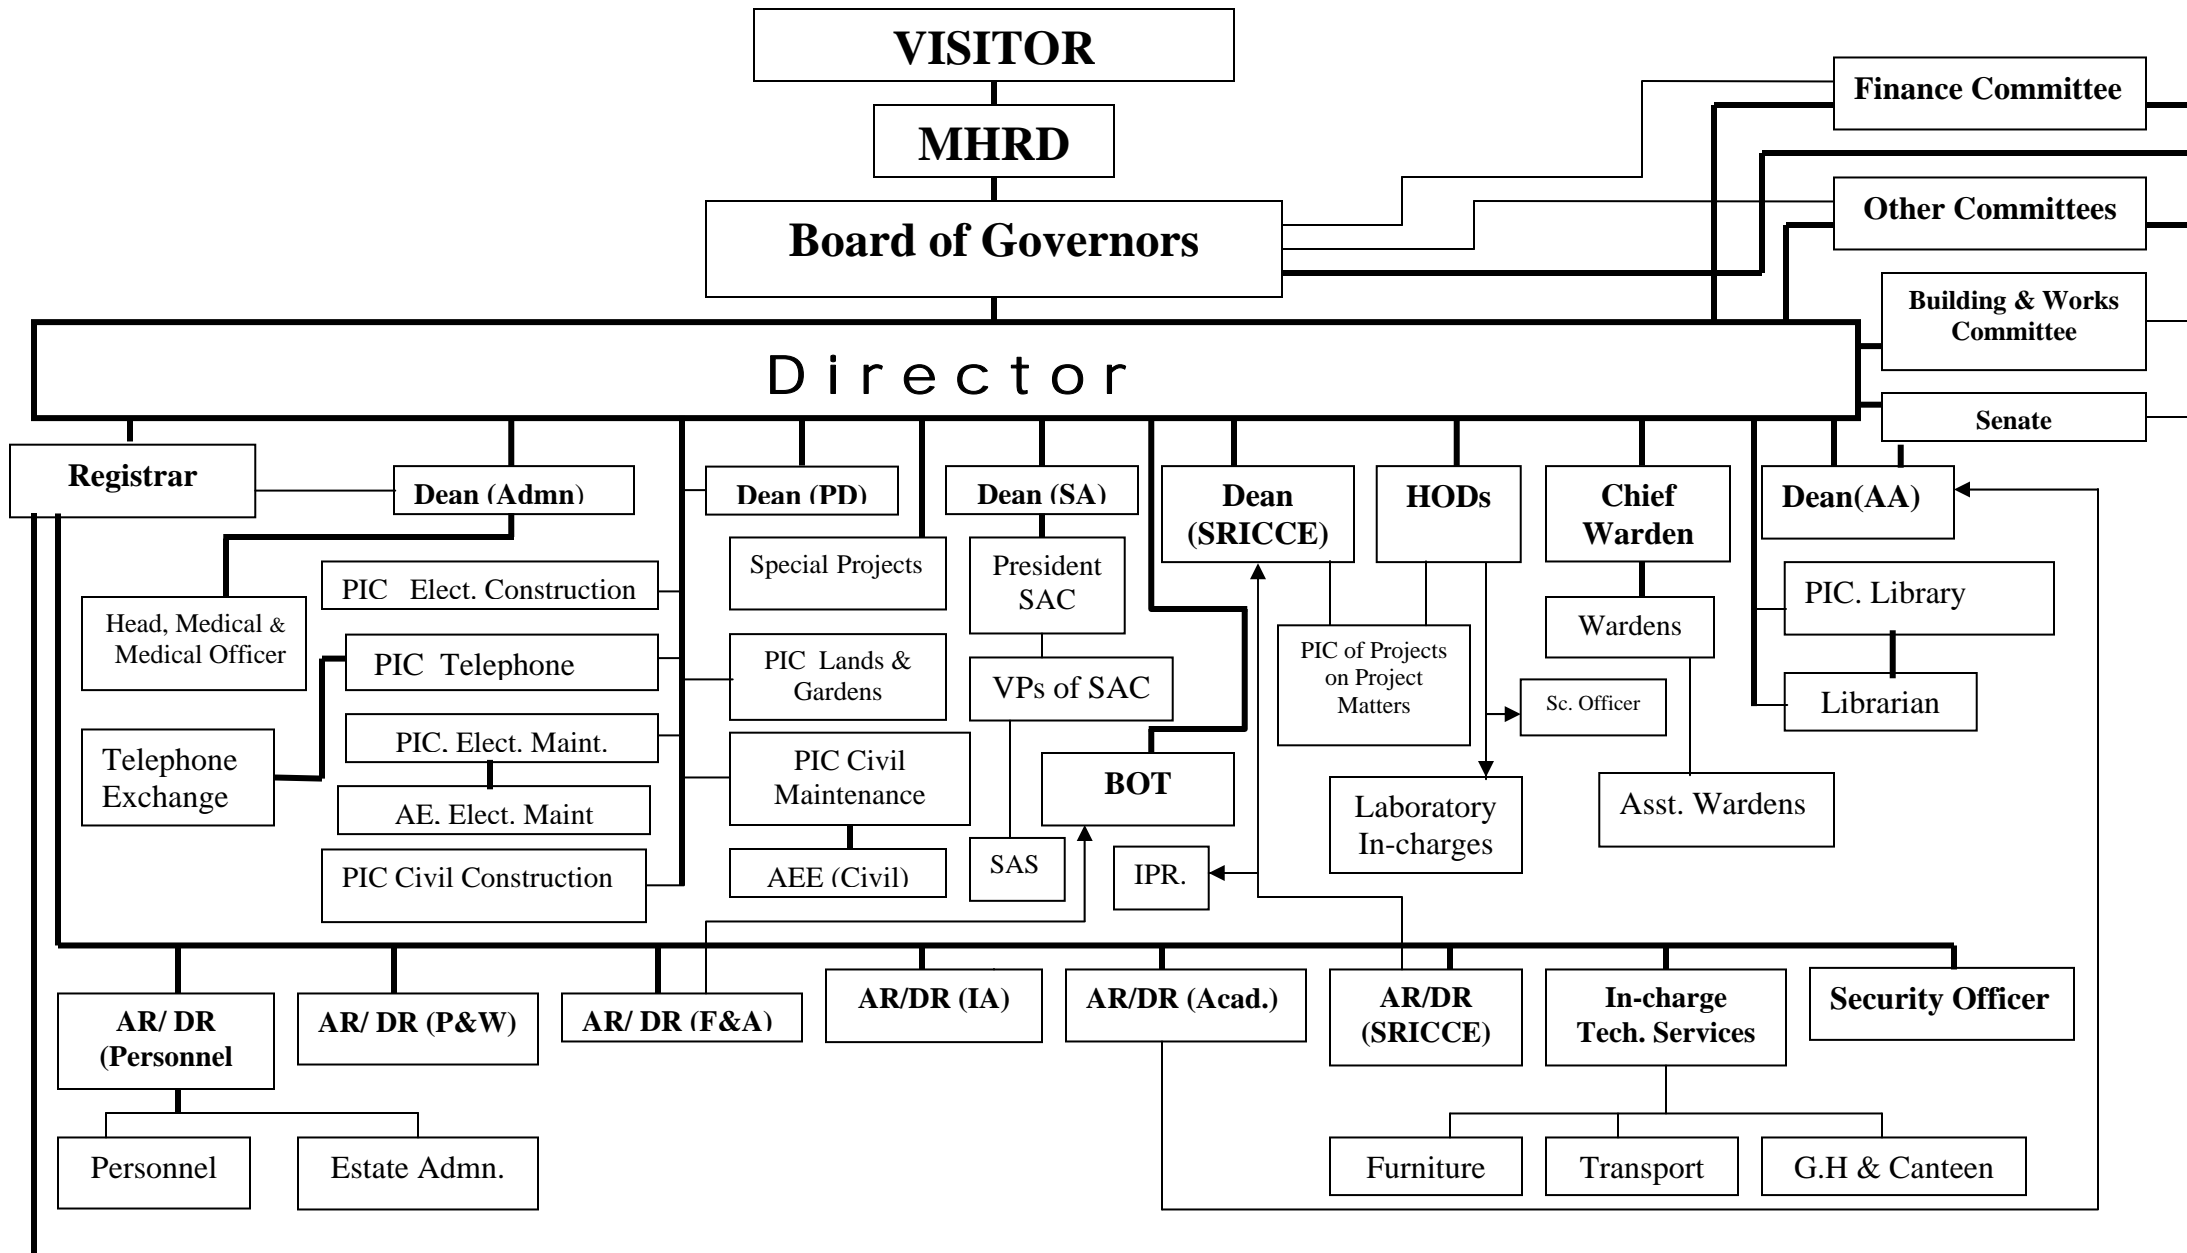 VISITOR
MHRD
Board of Governors
Finance Committee
Other Committees
Building & Works
Committee
Senate
Director
Registrar
Dean (Admn)
Dean (PD)
Dean (SA)
Dean
(SRICCE)
HODs
Chief
Warden
Dean(AA)
Head, Medical &
Medical Officer
PIC Elect. Construction
PIC Telephone
Telephone
Exchange
PIC. Elect. Maint.
AE. Elect. Maint
PIC Civil Construction
Special Projects
PIC Lands &
Gardens
PIC Civil
Maintenance
AEE (Civil)
President
SAC
VPs of SAC
SAS
BOT
IPR.
PIC of Projects
on Project
Matters
Sc. Officer
Laboratory
In-charges
Wardens
Asst. Wardens
PIC. Library
Librarian
AR/ DR
(Personnel
AR/ DR (P&W)
AR/ DR (F&A)
AR/DR (IA)
AR/DR (Acad.)
AR/DR
(SRICCE)
In-charge
Tech. Services
Security Officer
Personnel
Estate Admn.
Furniture
Transport
G.H & Canteen